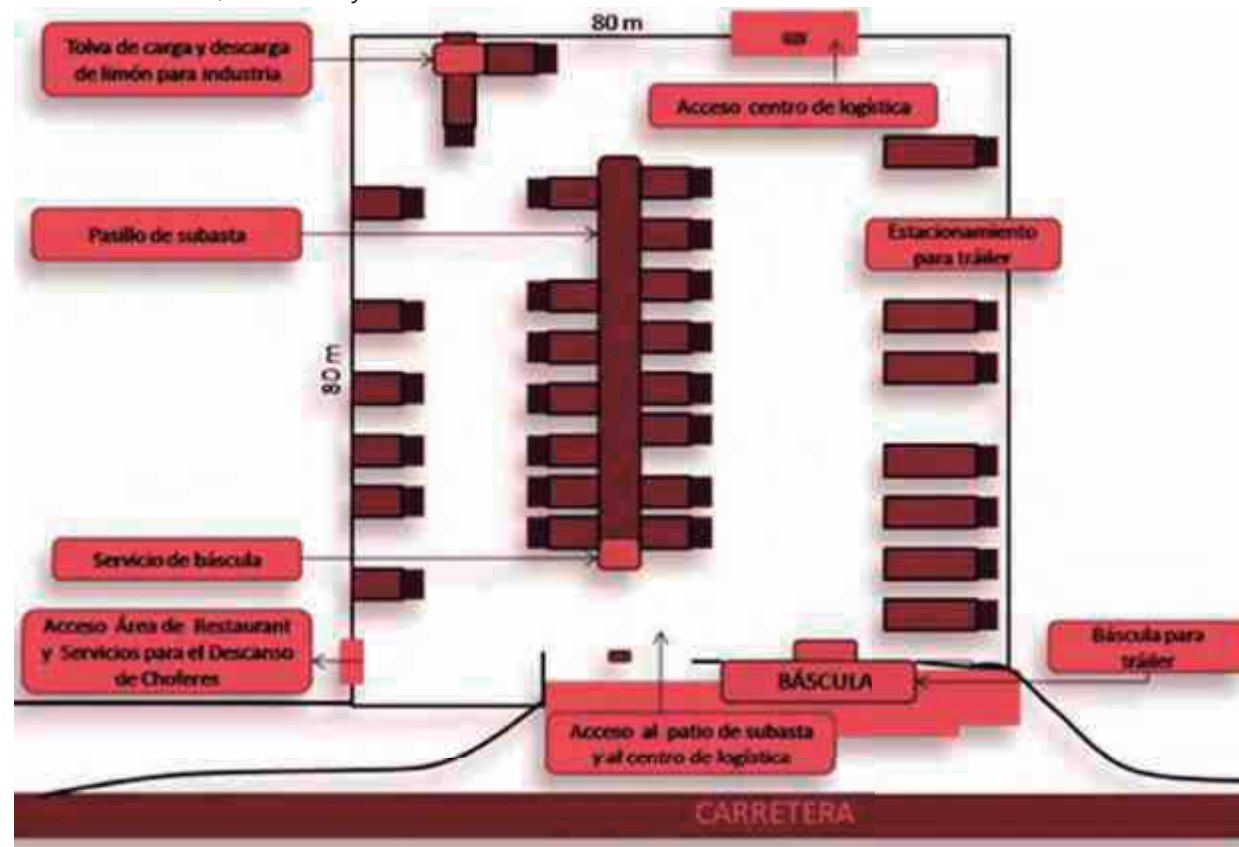 80 m
Tolva de carga y descarga
de limón para industria
Acceso centro de logística
Pasillo de subasta
Estacionamiento
para tráiler
80 m
Servicio de báscula
Acceso Área de Restaurant
y Servicios para el Descanso
de Choferes
Báscula para
tráiler
BÁSCULA
Acceso al patio de subasta
y al centro de logística
CARRETERA